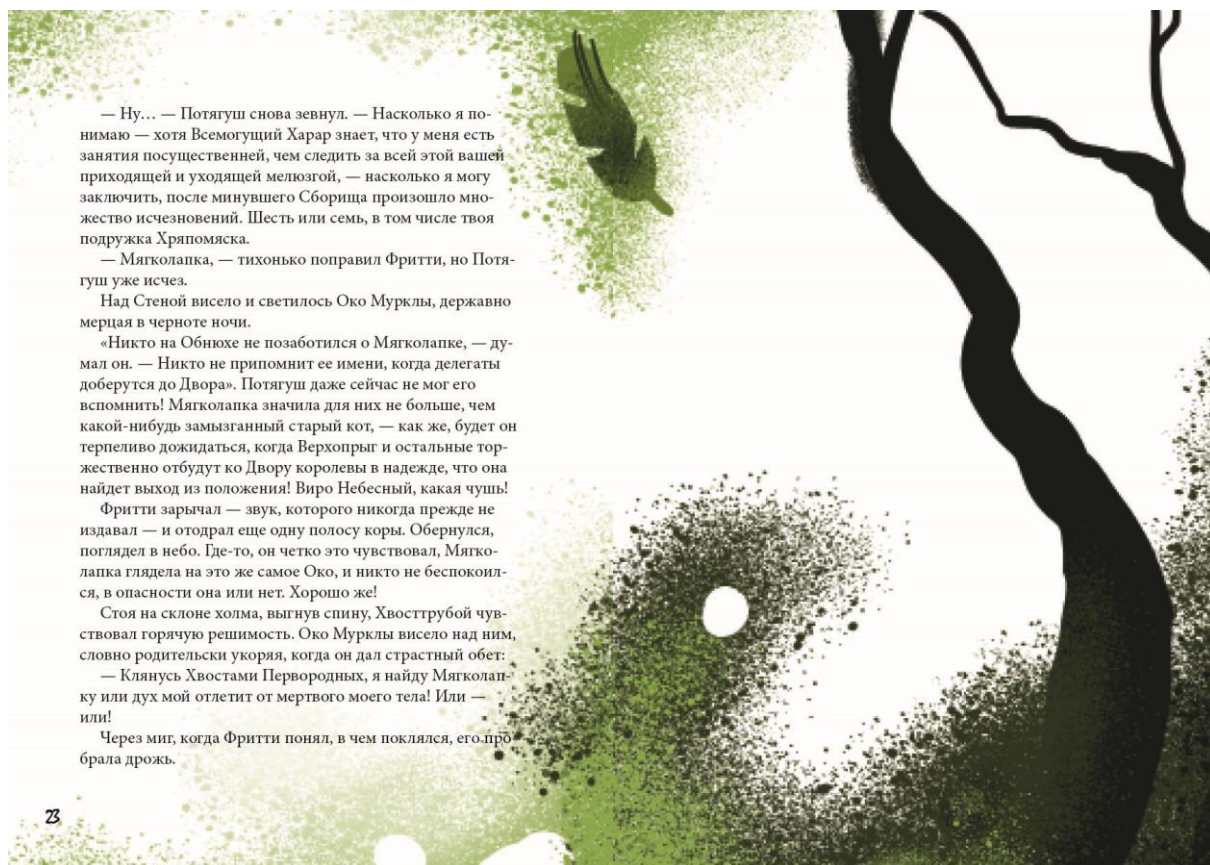 — Ну… — Потягуш снова зевнул. — Насколько я по-
нимаю — хотя Всемогущий Харар знает, что у меня есть
занятия посущественней, чем следить за всей этой вашей
приходящей и уходящей мелюзгой, — насколько я могу
заключить, после минувшего Сборища произошло мно-
жество исчезновений. Шесть или семь, в том числе твоя
подружка Хряпомяска.
— Мягколапка, — тихонько поправил Фритти, но Потя-
гуш уже исчез.
Над Стеной висело и светилось Око Мурклы, державно
мерцая в черноте ночи.
«Никто на Обнюхе не позаботился о Мягколапке, — ду-
мал он. — Никто не припомнит ее имени, когда делегаты
доберутся до Двора». Потягуш даже сейчас не мог его
вспомнить! Мягколапка значила для них не больше, чем
какой-нибудь замызганный старый кот, — как же, будет он
терпеливо дожидаться, когда Верхопрыг и остальные тор-
жественно отбудут ко Двору королевы в надежде, что она
найдет выход из положения! Виро Небесный, какая чушь!
Фритти зарычал — звук, которого никогда прежде не
издавал — и отодрал еще одну полосу коры. Обернулся,
поглядел в небо. Где-то, он четко это чувствовал, Мягко-
лапка глядела на это же самое Око, и никто не беспокоил-
ся, в опасности она или нет. Хорошо же!
Стоя на склоне холма, выгнув спину, Хвосттрубой чув-
ствовал горячую решимость. Око Мурклы висело над ним,
словно родительски укоряя, когда он дал страстный обет:
— Клянусь Хвостами Первородных, я найду Мягколап-
ку или дух мой отлетит от мертвого моего тела! Или —
или!
Через миг, когда Фритти понял, в чем поклялся, его про-
брала дрожь.
23